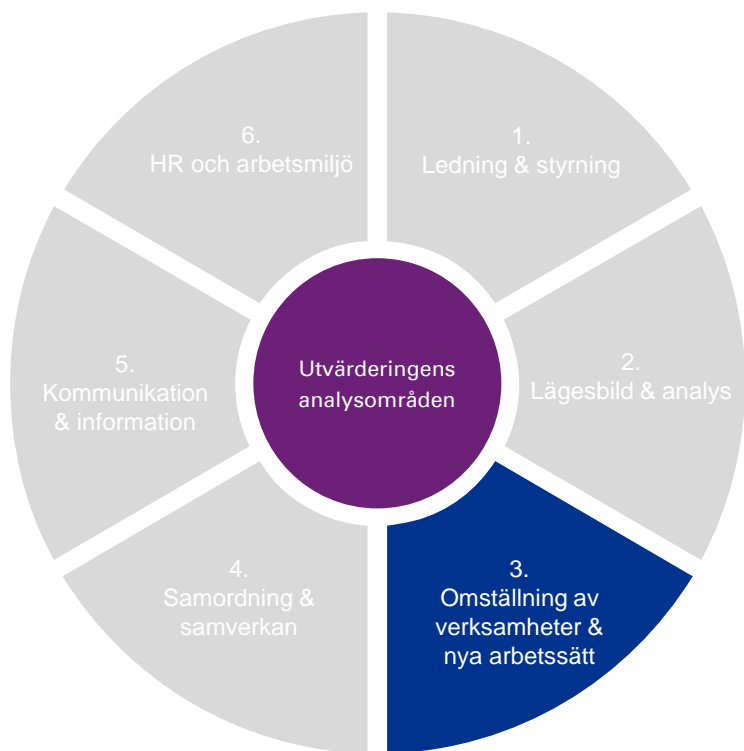 Utvärderingens
analysområden
1.
Ledning & styrning
2.
Lägesbild & analys
3.
Omställning av
verksamheter &
nya arbetssätt
4.
Samordning &
samverkan
5.
Kommunikation
& information
6.
HR och arbetsmiljö